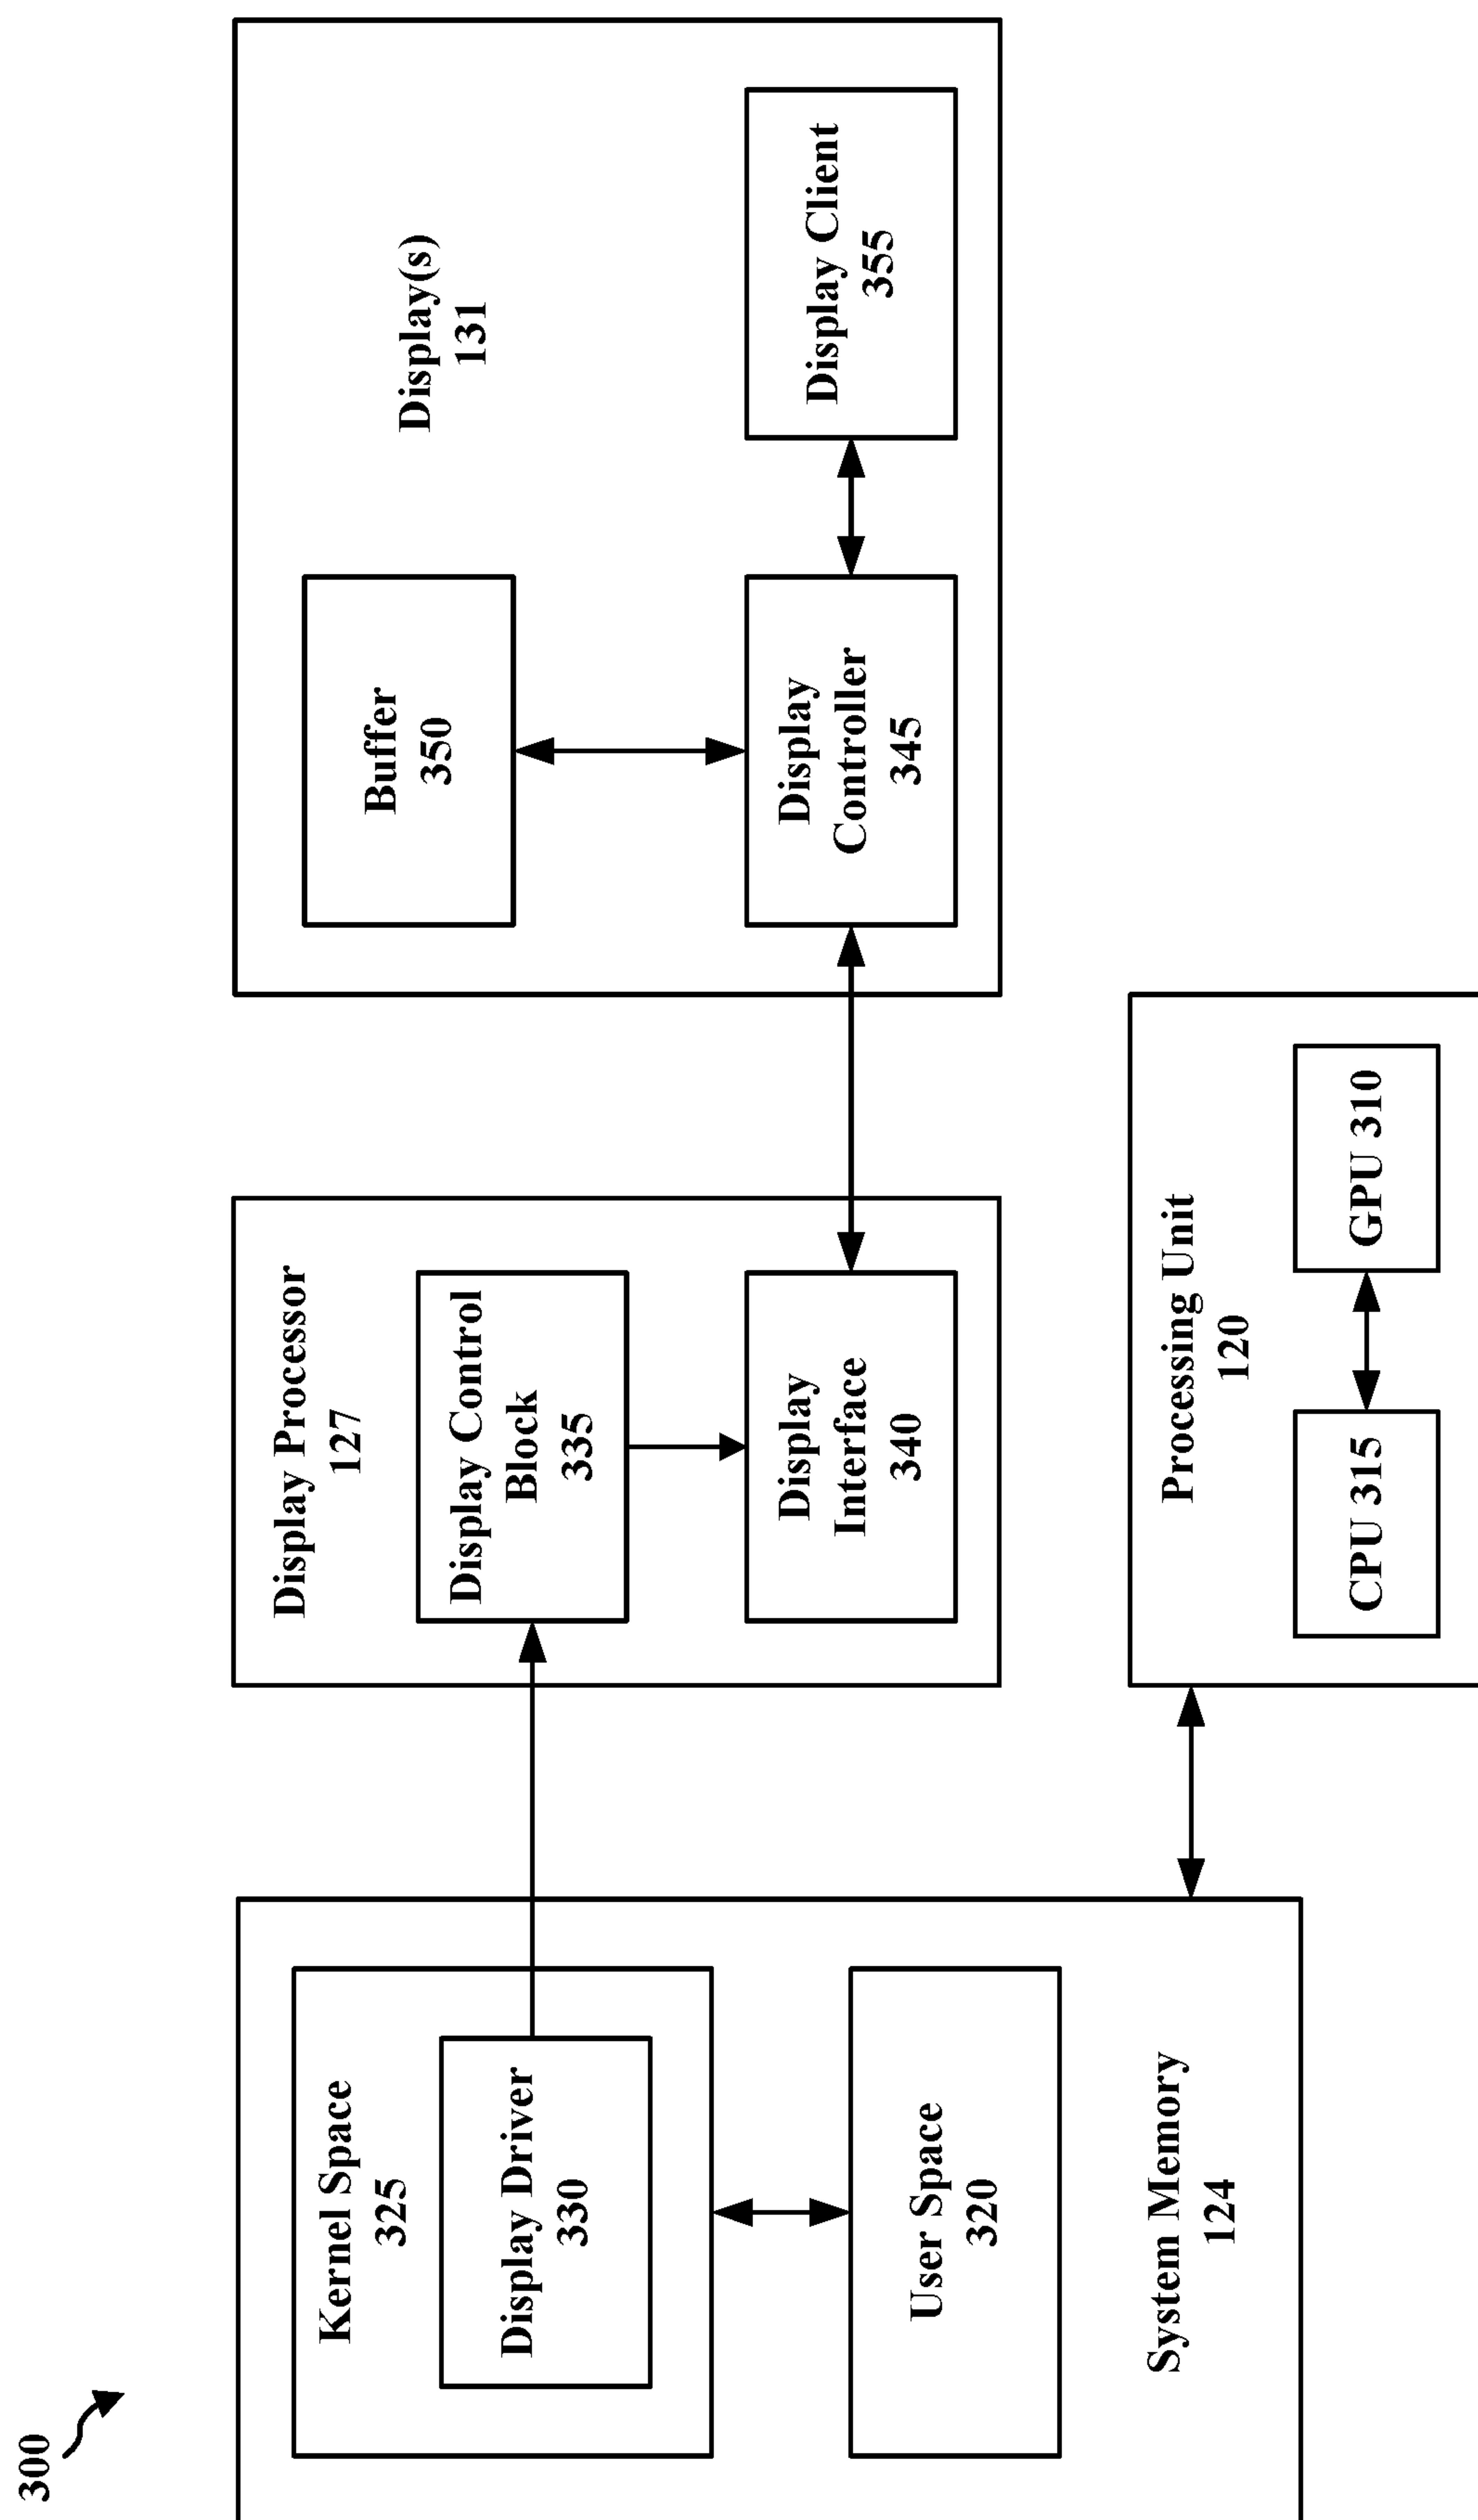 300
Kernel Space
325
Display Driver
330
User Space
320
System Memory
124
Display Processor
127
Display Control
Block
335
Display
Interface
340
Display(s)
131
Buffer
350
Display
Controller
345
Display Client
355
Processing Unit
120
CPU 315
GPU 310